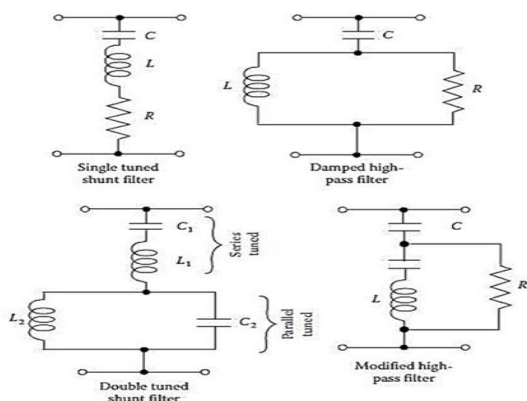 C
L
R
Single tuned
shunt filter
C
L
R
Damped high-
pass filter
C1
L1
Series
tuned
L2
C2
Parallel
tuned
Double tuned
shunt filter
C
L
R
Modified high-
pass filter